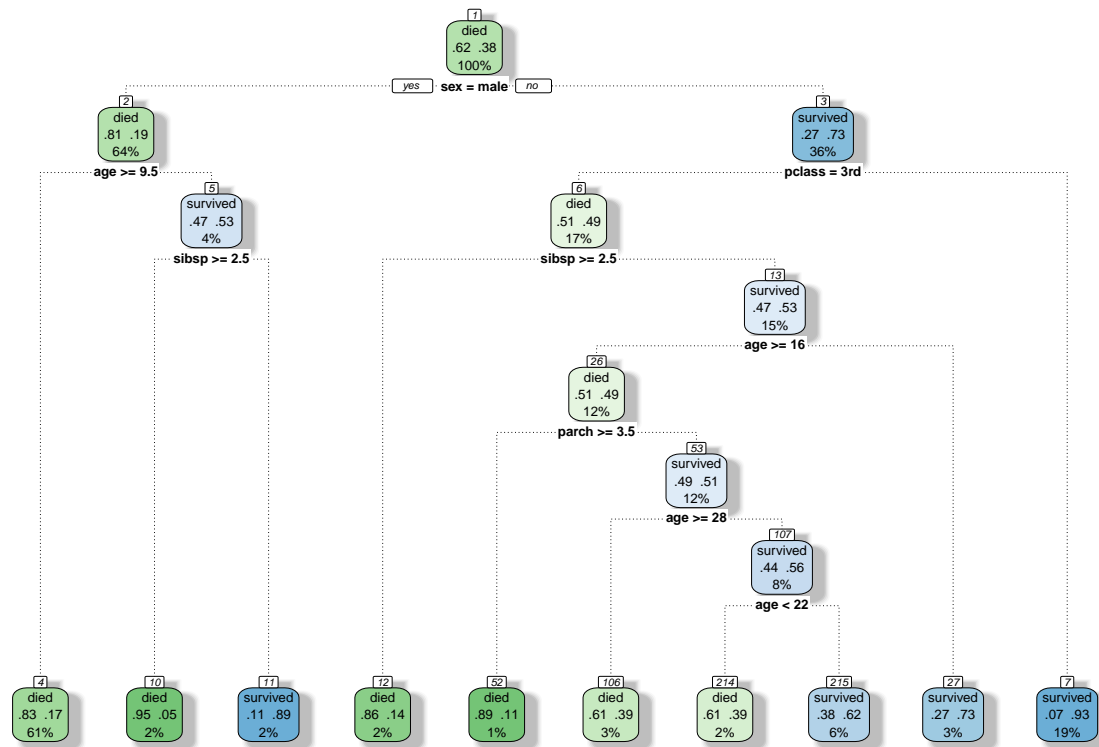 1
died
.62 .38
100%
yes sex = male no
2
died
.81 .19
64%
age >= 9.5
3
survived
.27 .73
36%
pclass = 3rd
5
survived
.47 .53
4%
sibsp >= 2.5
6
died
.51 .49
17%
sibsp >= 2.5
13
survived
.47 .53
15%
age >= 16
26
died
.51 .49
12%
parch >= 3.5
53
survived
.49 .51
12%
age >= 28
107
survived
.44 .56
8%
age < 22
4
died
.83 .17
61%
10
died
.95 .05
2%
11
survived
.11 .89
2%
12
died
.86 .14
2%
52
died
.89 .11
1%
106
died
.61 .39
3%
214
died
.61 .39
2%
215
survived
.38 .62
6%
27
survived
.27 .73
3%
7
survived
.07 .93
19%